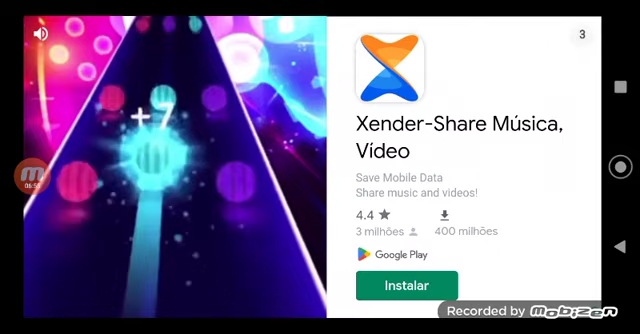 3
+7
Xender-Share Música,
Vídeo
Save Mobile Data
Share music and videos!
4.4
3 milhões 400 milhões
Google Play
Instalar
06:55
Recorded by Mobizen